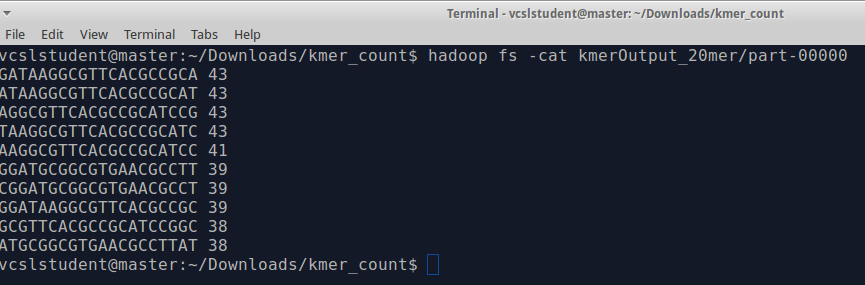 Terminal - vcslstudent@master: ~/Downloads/kmer_count
File Edit View Terminal Tabs Help
vcslstudent@master:~/Downloads/kmer_count$ hadoop fs -cat kmerOutput_20mer/part-00000
GATAAGGCGTTCACGCCGCA 43
ATAAGGCGTTCACGCCGCAT 43
AGGCGTTCACGCCGCATCCG 43
TAAGGCGTTCACGCCGCATC 43
AAGGCGTTCACGCCGCATCC 41
GGATGCGGCGTGAACGCCTT 39
CGGATGCGGCGTGAACGCCT 39
GGATAAGGCGTTCACGCCGC 39
GCGTTCACGCCGCATCCGGC 38
ATGCGGCGTGAACGCCTTAT 38
vcslstudent@master:~/Downloads/kmer_count$